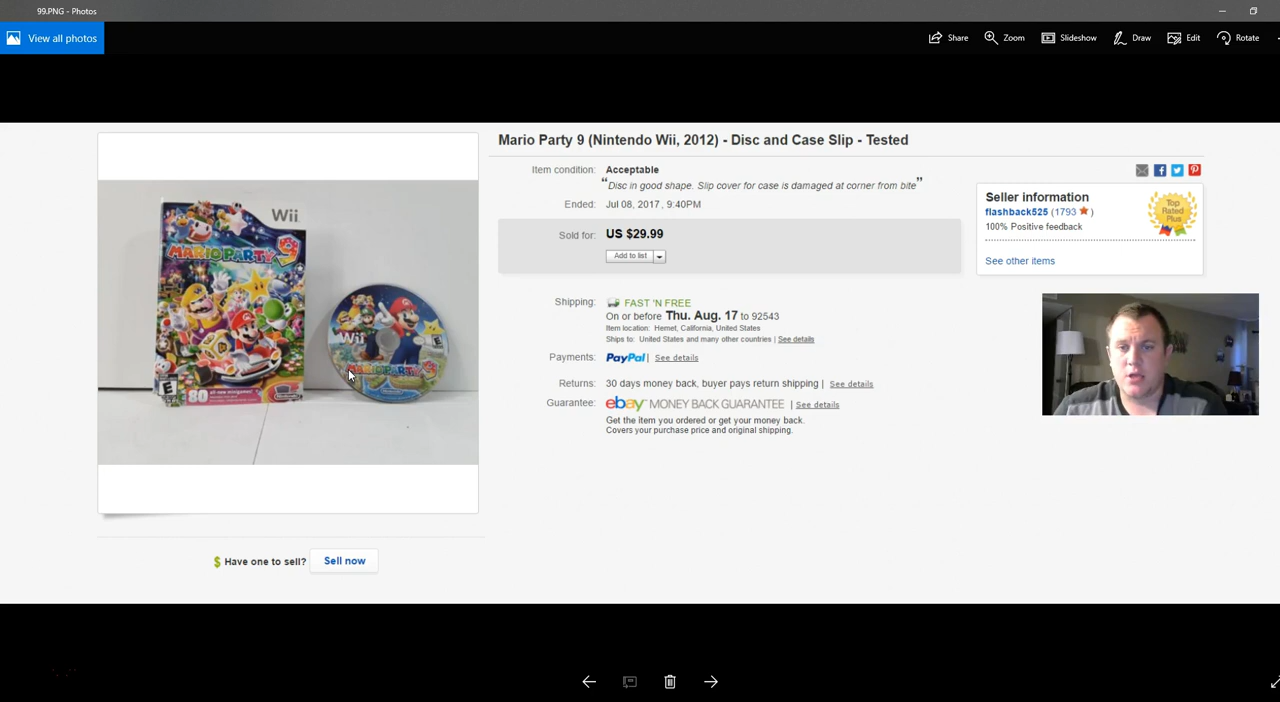 99.PNG - Photos
View all photos
Share
Zoom
Slideshow
Draw
Edit
Rotate
Mario Party 9 (Nintendo Wii, 2012) - Disc and Case Slip - Tested
Item condition: Acceptable
“Disc in good shape. Slip cover for case is damaged at corner from bite”
Ended: Jul 08, 2017 , 9:40PM
Sold for: US $29.99
Add to list
Shipping: FAST 'N FREE
On or before Thu. Aug. 17 to 92543
Item location: Hemet, California, United States
Ships to: United States and many other countries | See details
Payments: PayPal | See details
Returns: 30 days money back, buyer pays return shipping | See details
Guarantee: ebay MONEY BACK GUARANTEE | See details
Get the item you ordered or get your money back.
Covers your purchase price and original shipping.
Seller information
flashback525 (1793 )
100% Positive feedback
Top
Rated
Plus
See other items
Wii
MARIO PARTY 9
E
80
Nintendo
Wii
E
MARIO PARTY 9
$ Have one to sell? Sell now